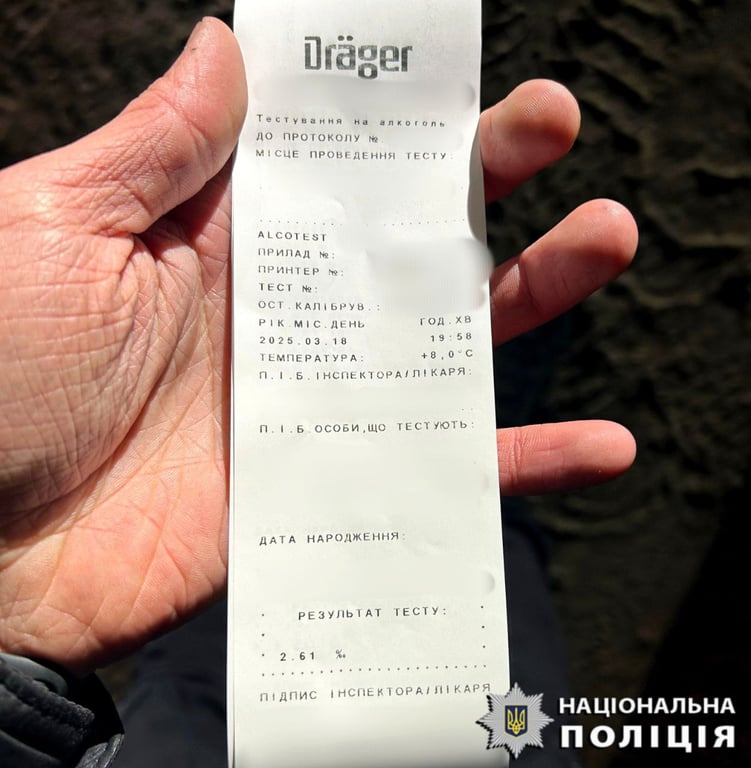 Dräger
Тестування на алкоголь
ДО ПРОТОКОЛУ №
МІСЦЕ ПРОВЕДЕННЯ ТЕСТУ:
ALCOTEST
ПРИЛАД №:
ПРИНТЕР №:
ТЕСТ №:
ОСТ.КАЛІБРУВ.:
РІК.МІС.ДЕНЬ ГОД.ХВ
2025.03.18 19:58
ТЕМПЕРАТУРА: +8,0°C
П.І.Б.ІНСПЕКТОРА/ЛІКАРЯ:
П.І.Б.ОСОБИ,ЩО ТЕСТУЮТЬ:
ДАТА НАРОДЖЕННЯ:
РЕЗУЛЬТАТ ТЕСТУ:
2.61 ‰
ПІДПИС ІНСПЕКТОРА/ЛІКАРЯ
НАЦІОНАЛЬНА
ПОЛІЦІЯ